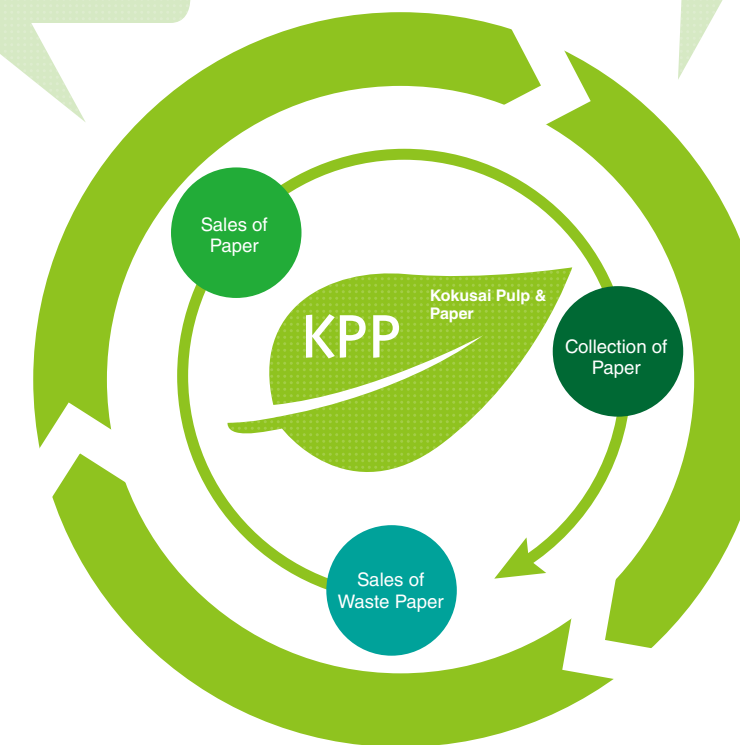 Sales of
Paper
KPP
Kokusai Pulp &
Paper
Collection of
Paper
Sales of
Waste Paper